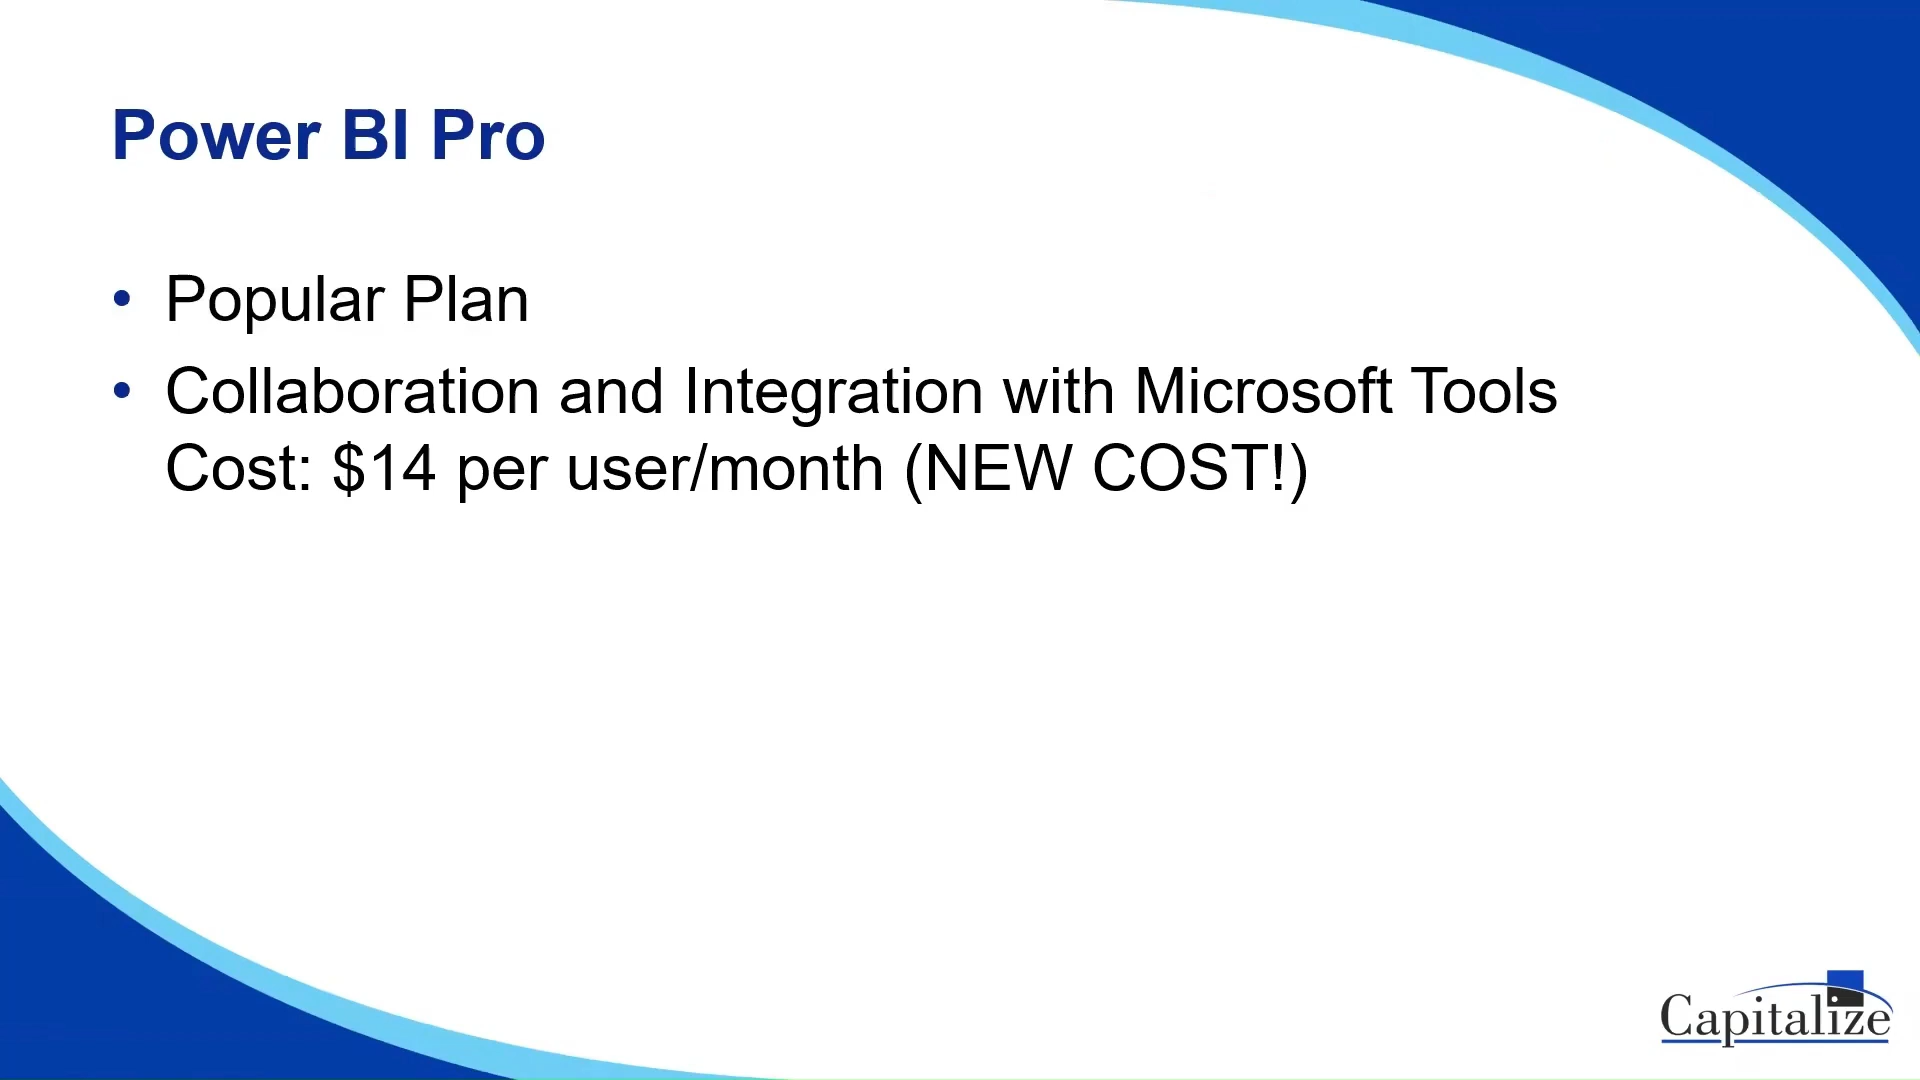 Power BI Pro
• Popular Plan
• Collaboration and Integration with Microsoft Tools
Cost: $14 per user/month (NEW COST!)
Capitalize